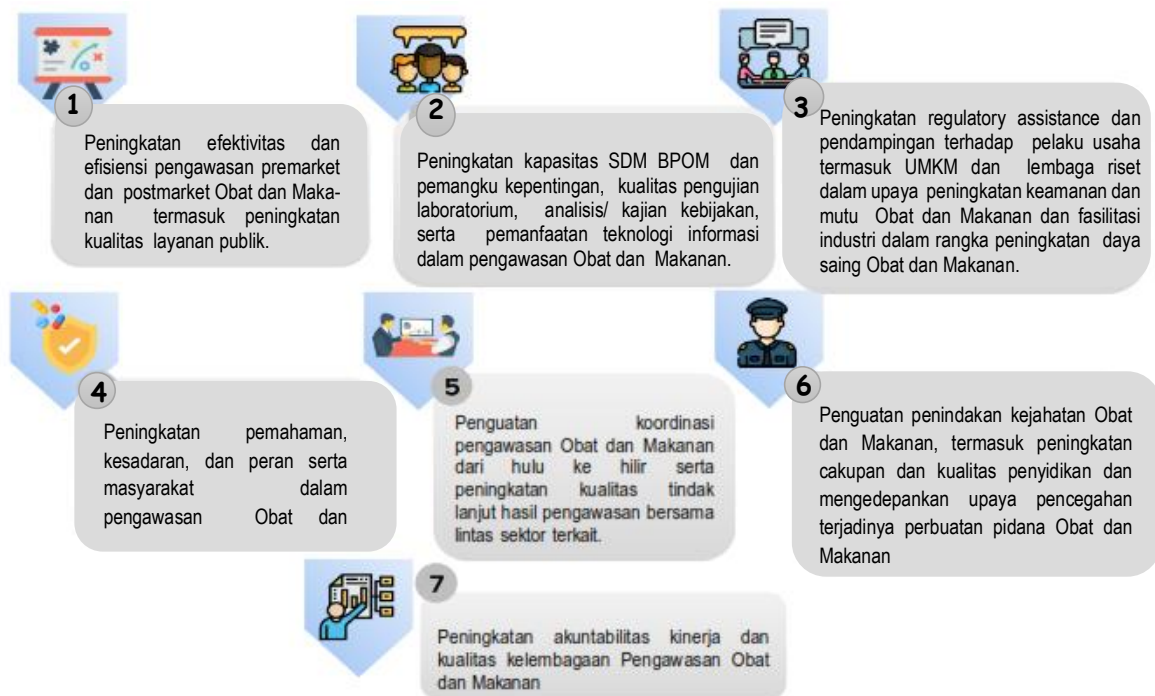 1
Peningkatan efektivitas dan
efisiensi pengawasan premarket
dan postmarket Obat dan Maka-
nan termasuk peningkatan
kualitas layanan publik.
2
Peningkatan kapasitas SDM BPOM dan
pemangku kepentingan, kualitas pengujian
laboratorium, analisis/ kajian kebijakan,
serta pemanfaatan teknologi informasi
dalam pengawasan Obat dan Makanan.
3
Peningkatan regulatory assistance dan
pendampingan terhadap pelaku usaha
termasuk UMKM dan lembaga riset
dalam upaya peningkatan keamanan dan
mutu Obat dan Makanan dan fasilitasi
industri dalam rangka peningkatan daya
saing Obat dan Makanan.
4
Peningkatan pemahaman,
kesadaran, dan peran serta
masyarakat dalam
pengawasan Obat dan
5
Penguatan koordinasi
pengawasan Obat dan Makanan
dari hulu ke hilir serta
peningkatan kualitas tindak
lanjut hasil pengawasan bersama
lintas sektor terkait.
6
Penguatan penindakan kejahatan Obat
dan Makanan, termasuk peningkatan
cakupan dan kualitas penyidikan dan
mengedepankan upaya pencegahan
terjadinya perbuatan pidana Obat dan
Makanan
7
Peningkatan akuntabilitas kinerja dan
kualitas kelembagaan Pengawasan Obat
dan Makanan